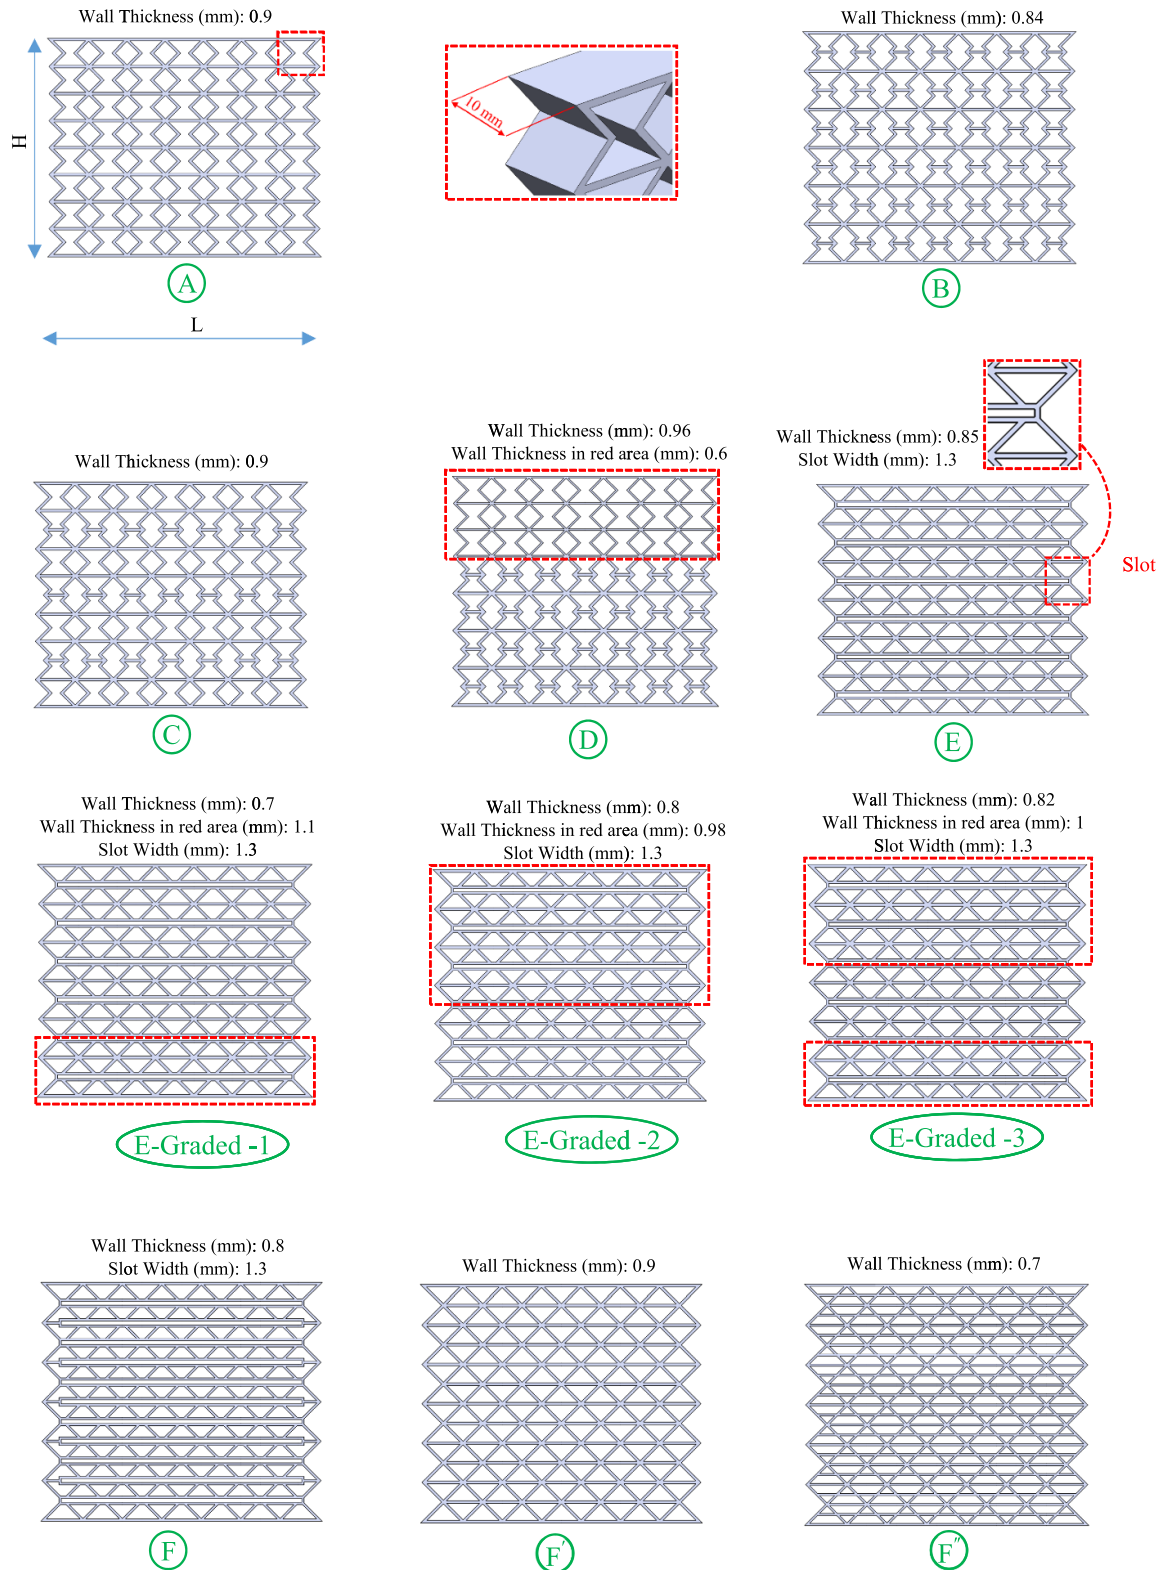 Wall Thickness (mm): 0.9
H
A
L
10 mm
Wall Thickness (mm): 0.84
B
Wall Thickness (mm): 0.9
C
Wall Thickness (mm): 0.96
Wall Thickness in red area (mm): 0.6
D
Wall Thickness (mm): 0.85
Slot Width (mm): 1.3
Slot
E
Wall Thickness (mm): 0.7
Wall Thickness in red area (mm): 1.1
Slot Width (mm): 1.3
E-Graded -1
Wall Thickness (mm): 0.8
Wall Thickness in red area (mm): 0.98
Slot Width (mm): 1.3
E-Graded -2
Wall Thickness (mm): 0.82
Wall Thickness in red area (mm): 1
Slot Width (mm): 1.3
E-Graded -3
Wall Thickness (mm): 0.8
Slot Width (mm): 1.3
F
Wall Thickness (mm): 0.9
F'
Wall Thickness (mm): 0.7
F"